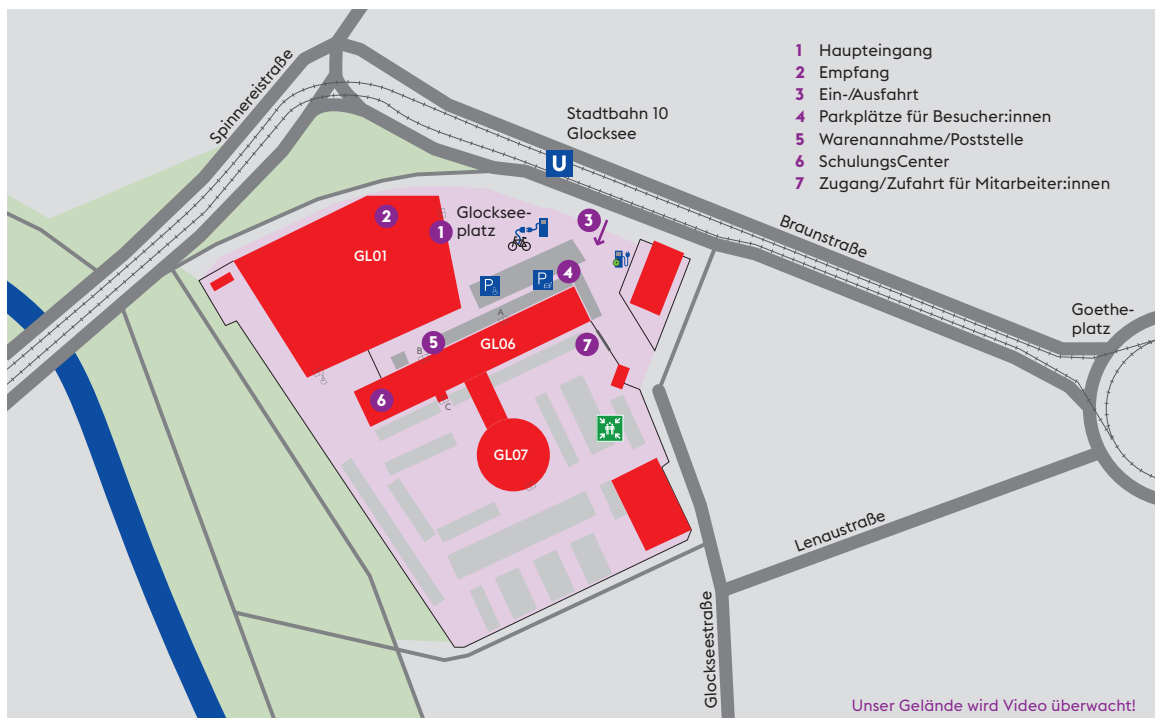 Spinnereistraße
Stadtbahn 10
Glocksee
U
1 Haupteingang
2 Empfang
3 Ein-/Ausfahrt
4 Parkplätze für Besucher:innen
5 Warenannahme/Poststelle
6 SchulungsCenter
7 Zugang/Zufahrt für Mitarbeiter:innen
2
1
Glocksee-
platz
3
Braunstraße
GL01
4
P
P
A
Goethe-
platz
B
5
GL06
7
6
C
GL07
Lenaustraße
Glockseestraße
Unser Gelände wird Video überwacht!